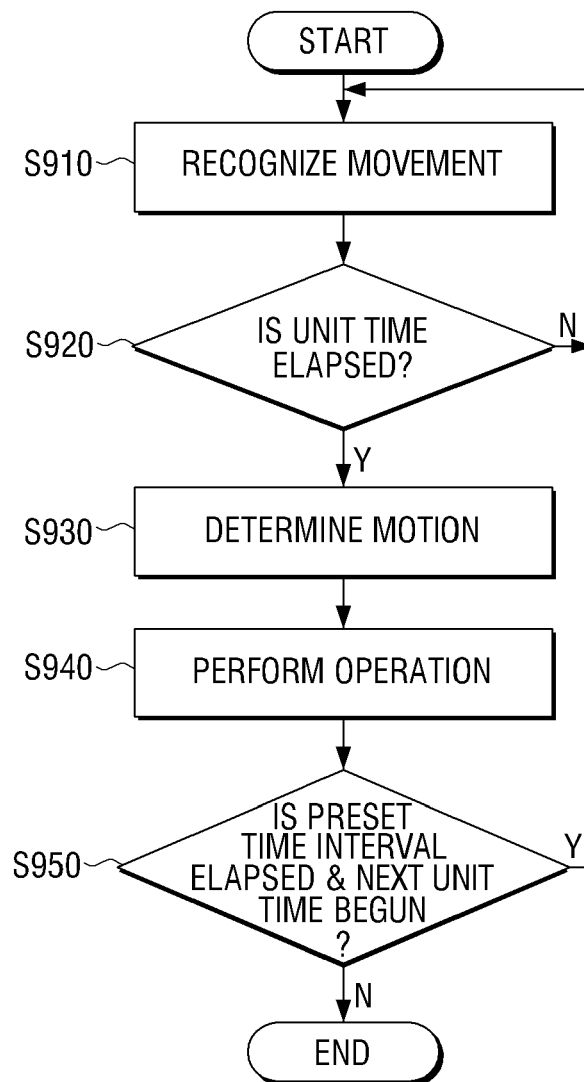 START
S910
RECOGNIZE MOVEMENT
S920
IS UNIT TIME
ELAPSED?
N
Y
S930
DETERMINE MOTION
S940
PERFORM OPERATION
S950
IS PRESET
TIME INTERVAL
ELAPSED & NEXT UNIT
TIME BEGUN
?
Y
N
END